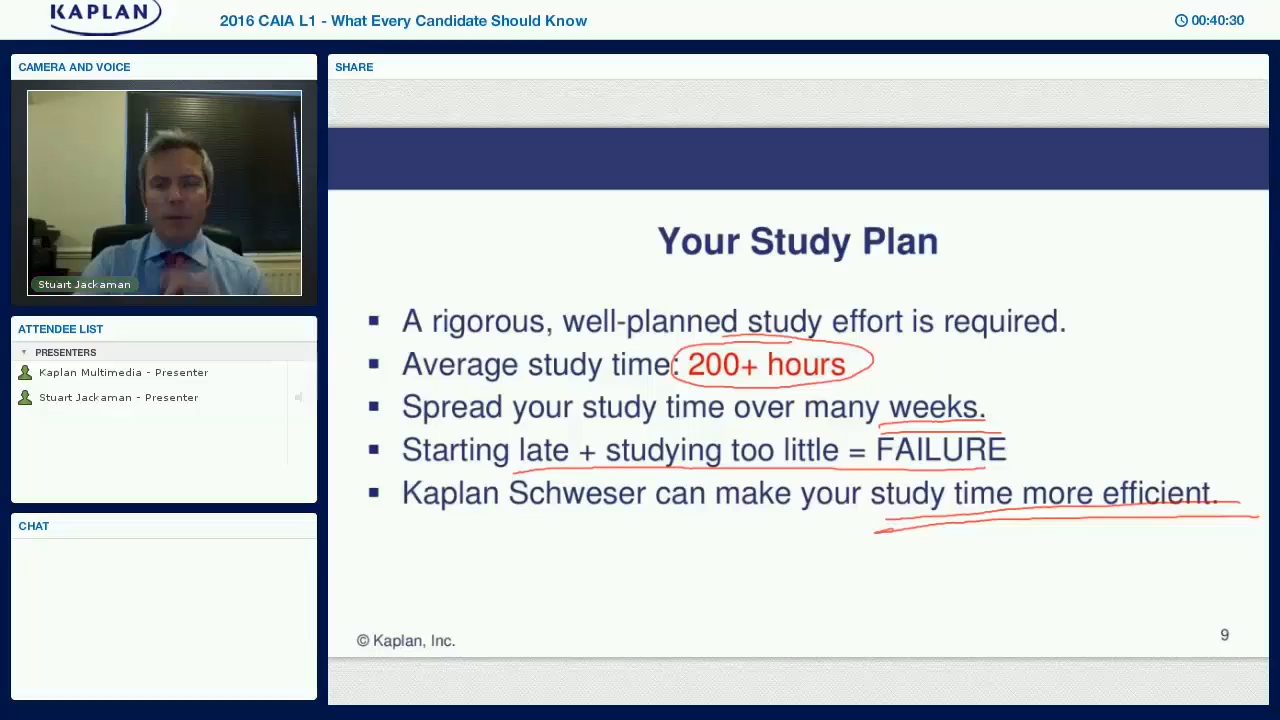 KAPLAN
2016 CAIA L1 - What Every Candidate Should Know
00:40:30
CAMERA AND VOICE
Stuart Jackaman
ATTENDEE LIST
PRESENTERS
Kaplan Multimedia - Presenter
Stuart Jackaman - Presenter
CHAT
SHARE
Your Study Plan
▪ A rigorous, well-planned study effort is required.
▪ Average study time: 200+ hours
▪ Spread your study time over many weeks.
▪ Starting late + studying too little = FAILURE
▪ Kaplan Schweser can make your study time more efficient.
© Kaplan, Inc.
9